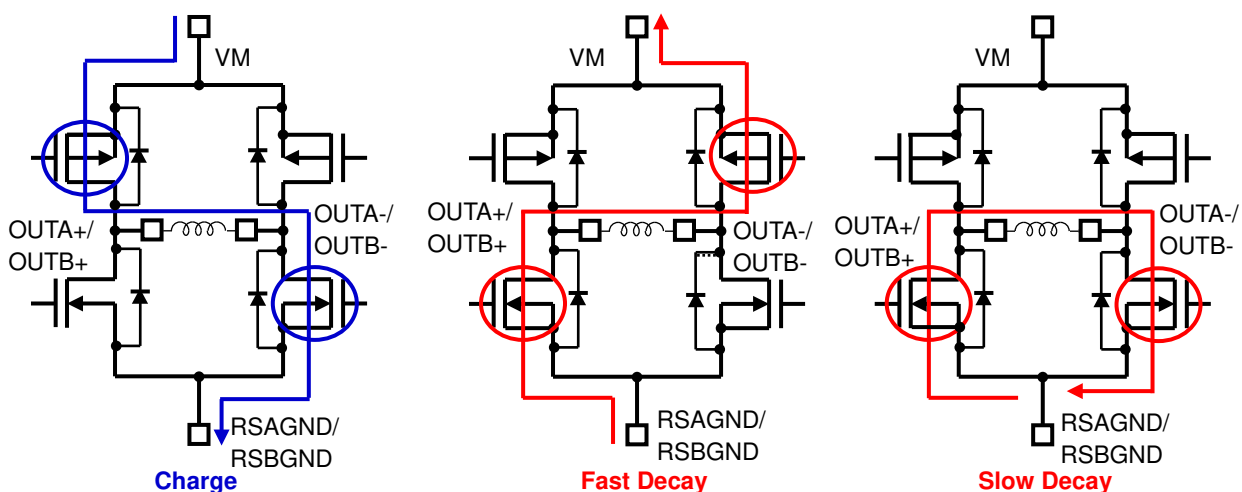 VM
OUTA+/
OUTB+
OUTA-/
OUTB-
RSAGND/
RSBGND
Charge
VM
OUTA+/
OUTB+
OUTA-/
OUTB-
RSAGND/
RSBGND
Fast Decay
VM
OUTA+/
OUTB+
OUTA-/
OUTB-
RSAGND/
RSBGND
Slow Decay